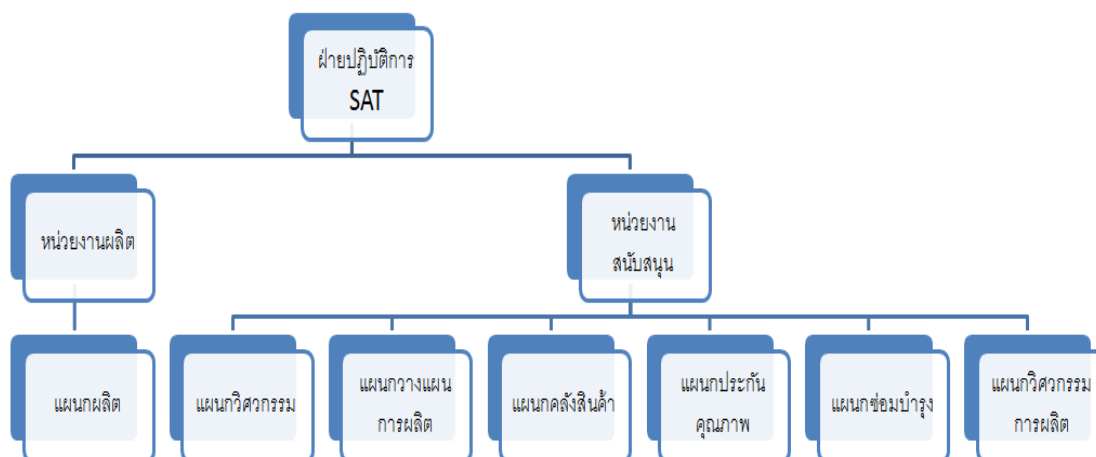 ฝ่ายปฏิบัติการ
SAT
หน่วยงานผลิต
หน่วยงาน
สนับสนุน
แผนกผลิต
แผนกวิศวกรรม
แผนกวางแผน
การผลิต
แผนกคลังสินค้า
แผนกประกัน
คุณภาพ
แผนกซ่อมบำรุง
แผนกวิศวกรรม
การผลิต